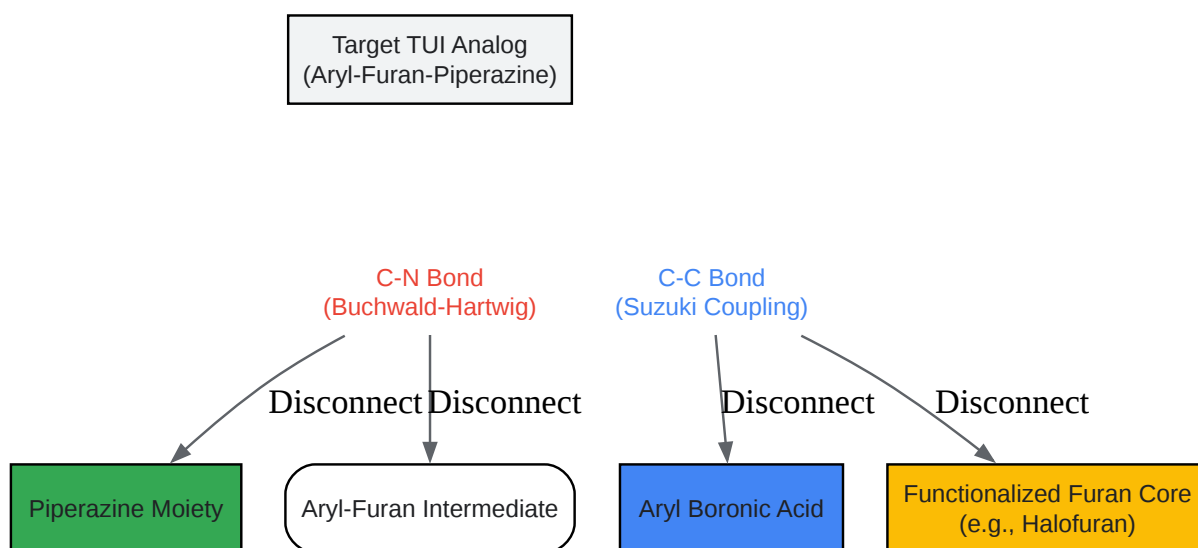 Target TUI Analog
(Aryl-Furan-Piperazine)
C-N Bond
(Buchwald-Hartwig)
C-C Bond
(Suzuki Coupling)
Disconnect
Disconnect
Disconnect
Disconnect
Piperazine Moiety
Aryl-Furan Intermediate
Aryl Boronic Acid
Functionalized Furan Core
(e.g., Halofuran)